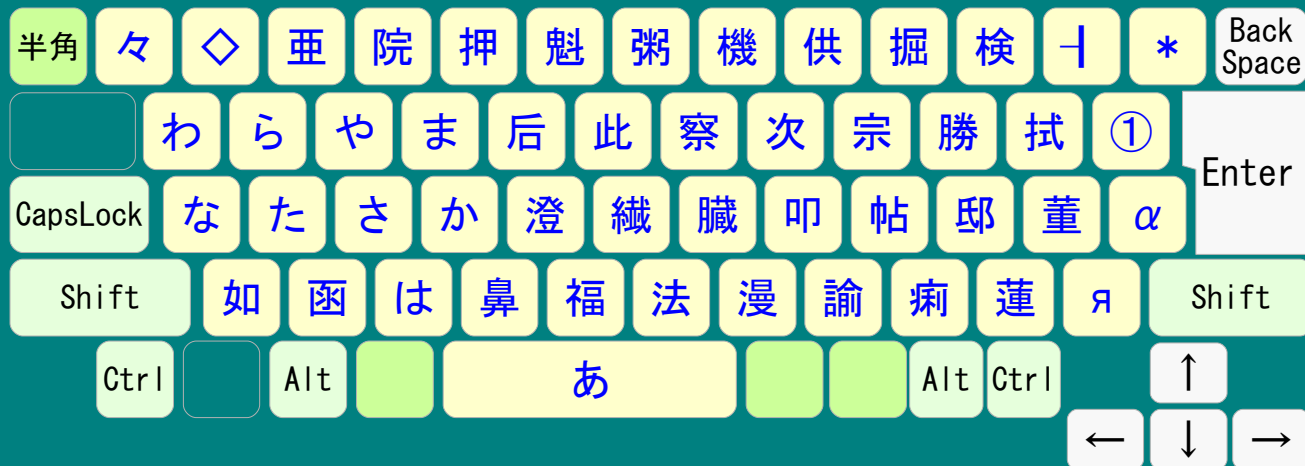 半角 々 ◇ 亜 院 押 魁 粥 機 供 掘 検 ┤ * Back Space
わ ら や ま 后 此 察 次 宗 勝 拭 ① Enter
CapsLock な た さ か 澄 繊 臓 叩 帖 邸 董 α
Shift 如 函 は 鼻 福 法 漫 諭 痢 蓮 я Shift
Ctrl Alt あ Alt Ctrl ↑
← ↓ →